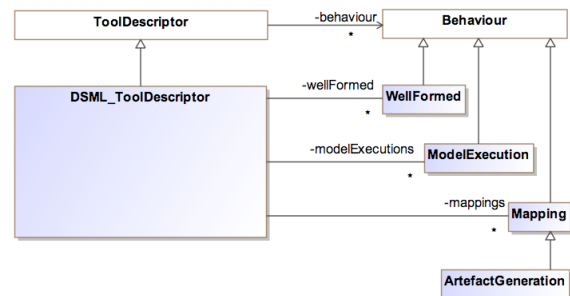 ToolDescriptor
-behaviour
*
Behaviour
DSML_ToolDescriptor
-wellFormed
*
WellFormed
-modelExecutions
*
ModelExecution
-mappings
*
Mapping
ArtefactGeneration